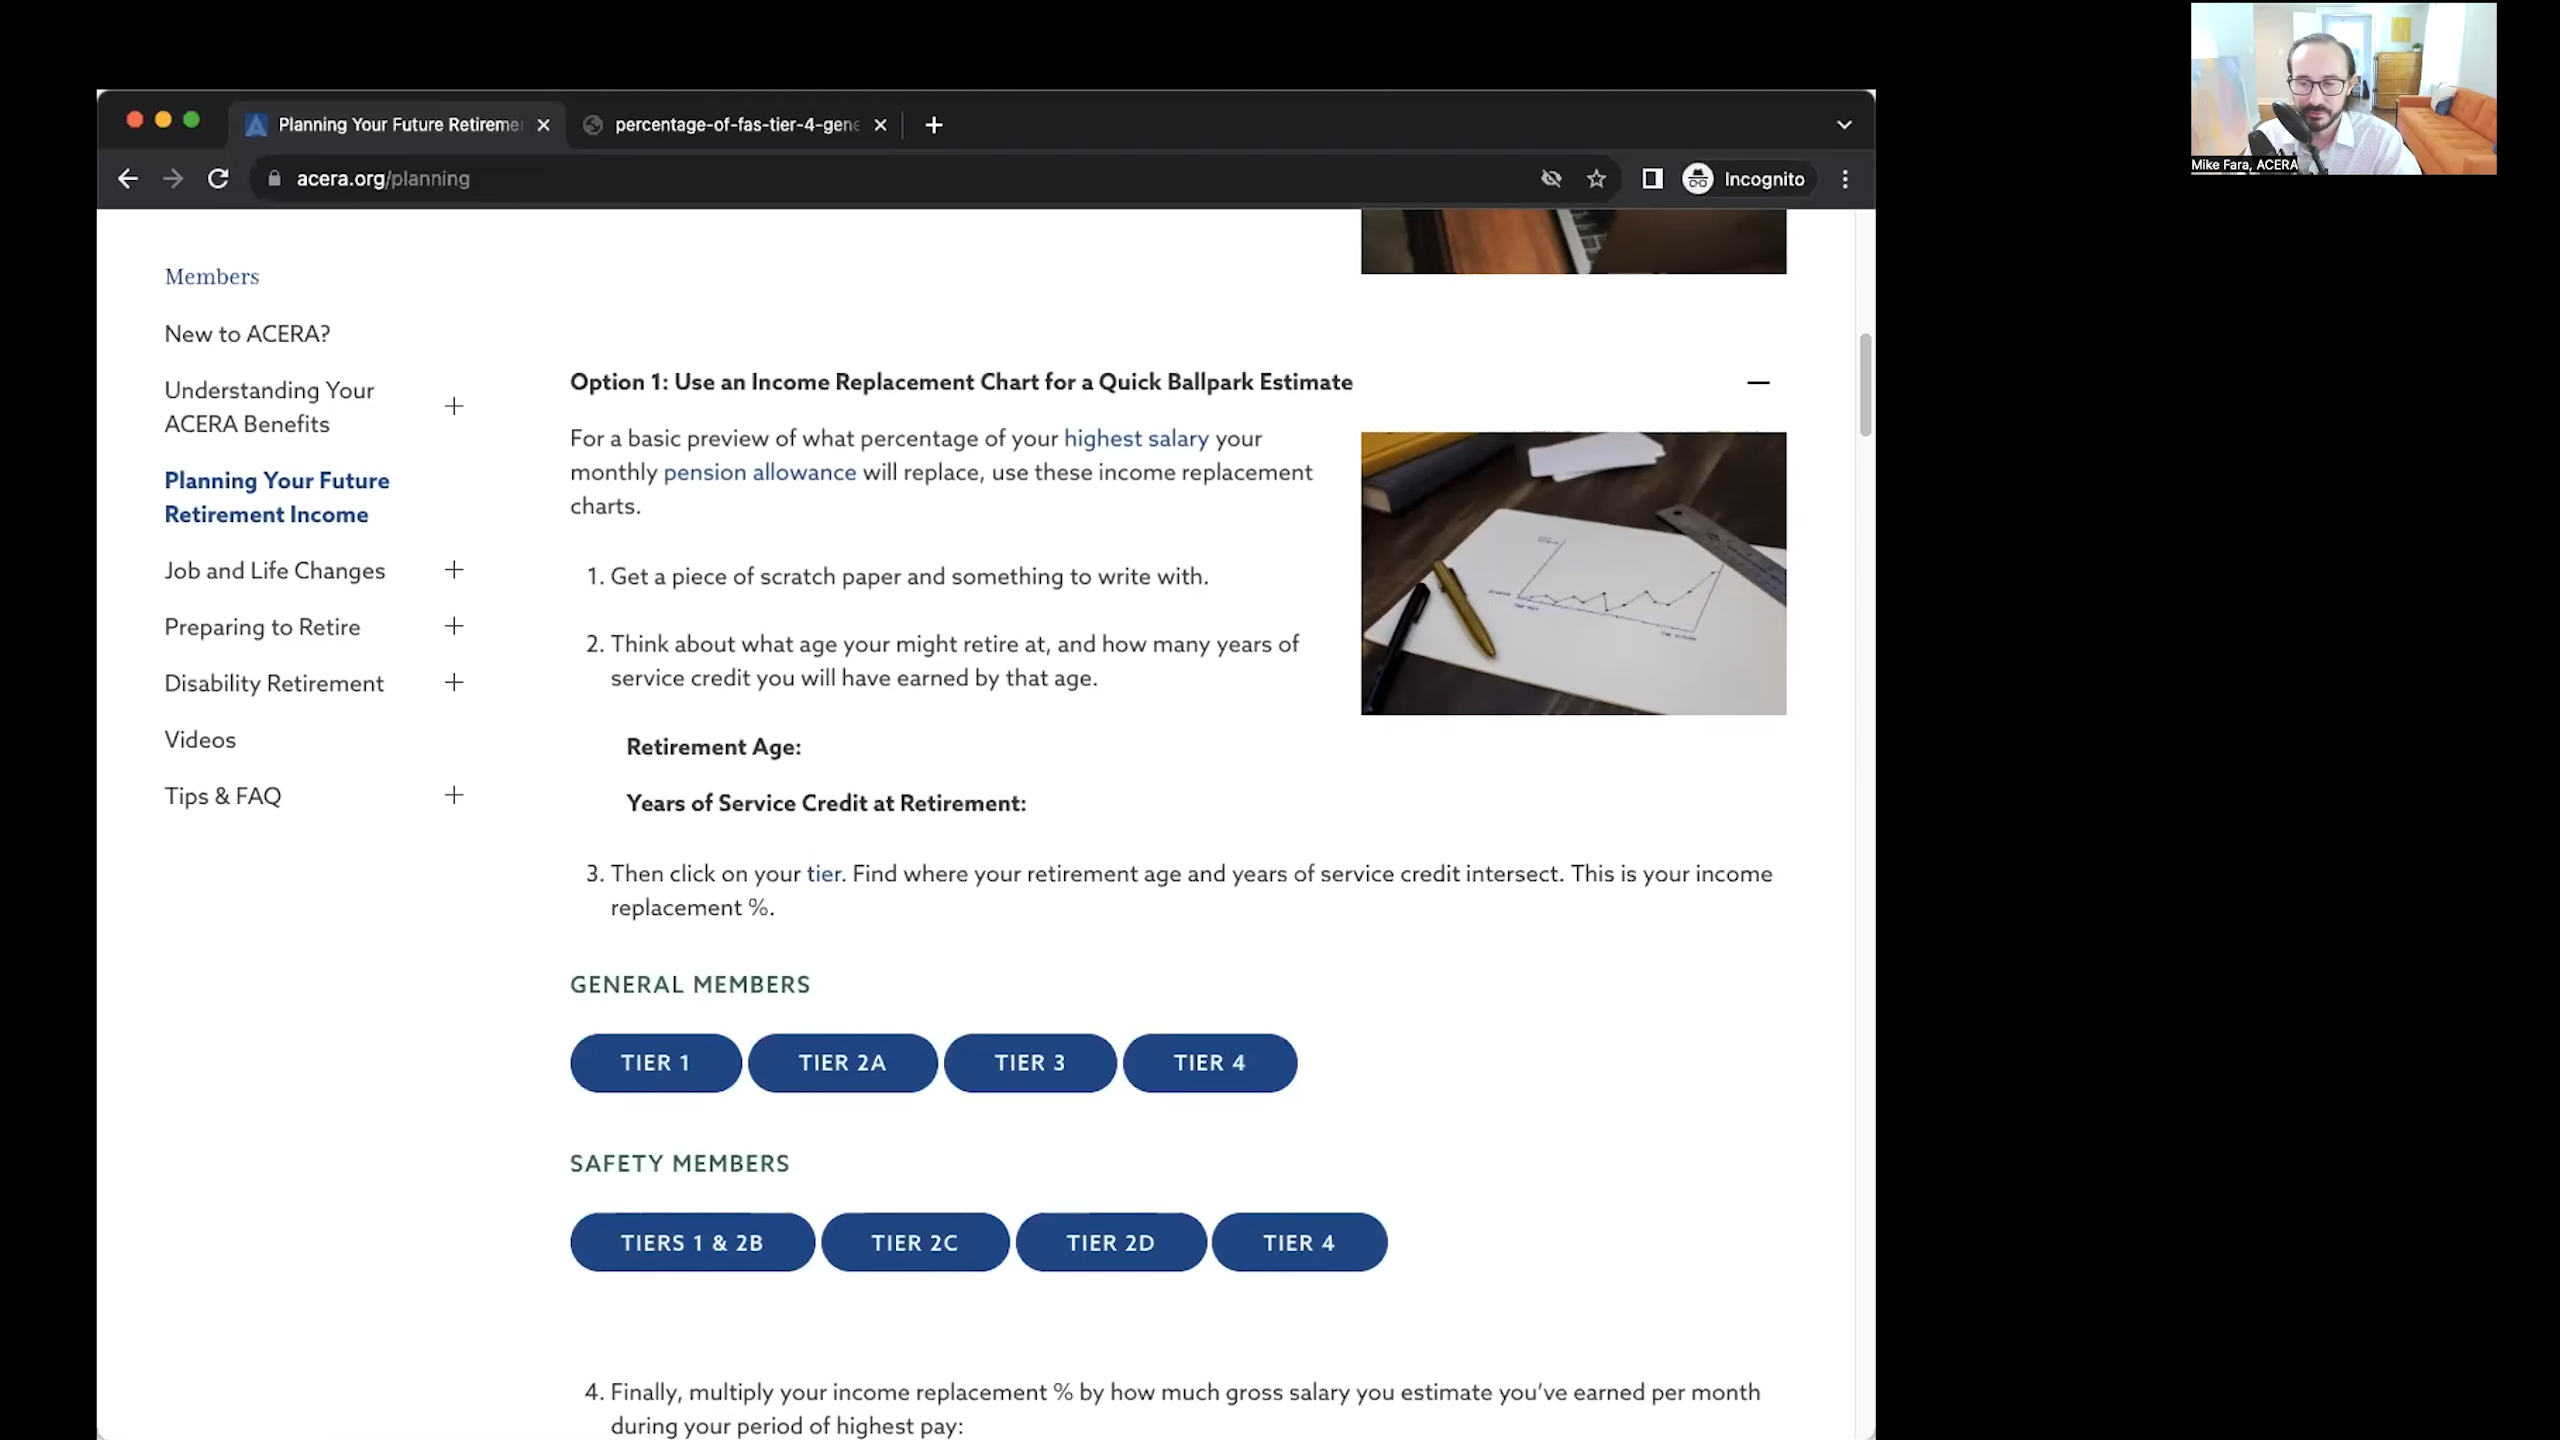 Planning Your Future Retireme
percentage-of-fas-tier-4-gene
acera.org/planning
Incognito
Mike Fara, ACERA
Members
New to ACERA?
Understanding Your
ACERA Benefits
Planning Your Future
Retirement Income
Job and Life Changes
Preparing to Retire
Disability Retirement
Videos
Tips & FAQ
Option 1: Use an Income Replacement Chart for a Quick Ballpark Estimate
For a basic preview of what percentage of your highest salary your
monthly pension allowance will replace, use these income replacement
charts.
1. Get a piece of scratch paper and something to write with.
2. Think about what age your might retire at, and how many years of
service credit you will have earned by that age.
Retirement Age:
Years of Service Credit at Retirement:
3. Then click on your tier. Find where your retirement age and years of service credit intersect. This is your income
replacement %.
GENERAL MEMBERS
TIER 1
TIER 2A
TIER 3
TIER 4
SAFETY MEMBERS
TIERS 1 & 2B
TIER 2C
TIER 2D
TIER 4
4. Finally, multiply your income replacement % by how much gross salary you estimate you've earned per month
during your period of highest pay: